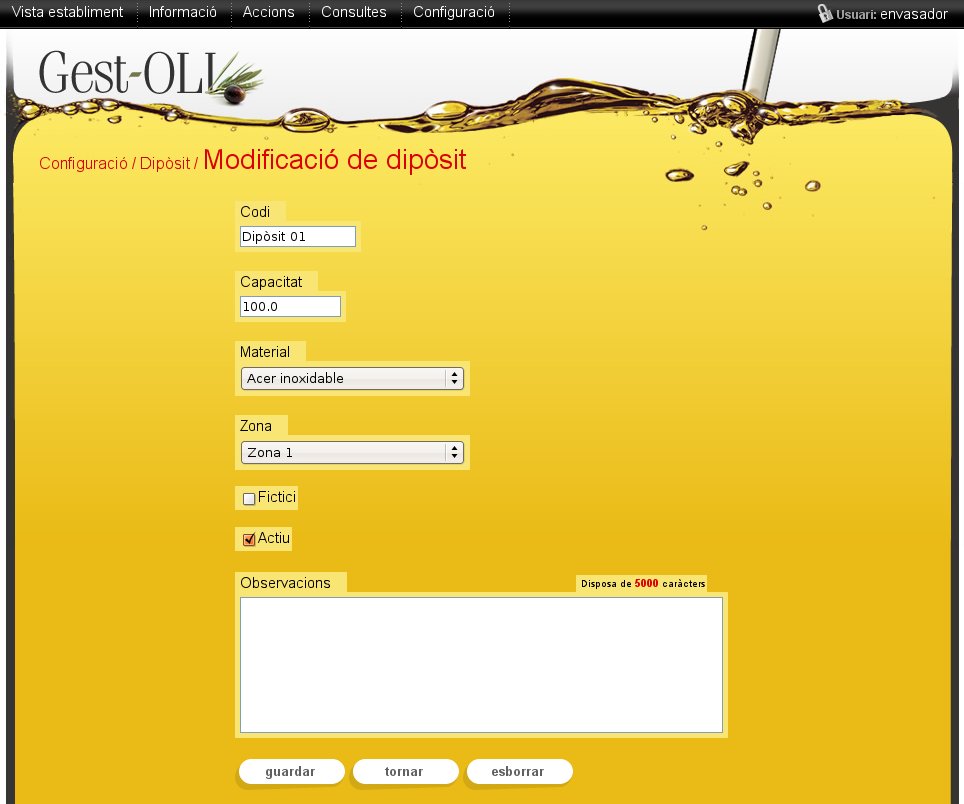 Vista establiment Informació Accions Consultes Configuració Usuari: envasador
Gest-OLI
Configuració / Dipòsit / Modificació de dipòsit
Codi
Dipòsit 01
Capacitat
100.0
Material
Acer inoxidable
Zona
Zona 1
Fictici
Actiu
Observacions Disposa de 5000 caràcters
guardar tornar esborrar